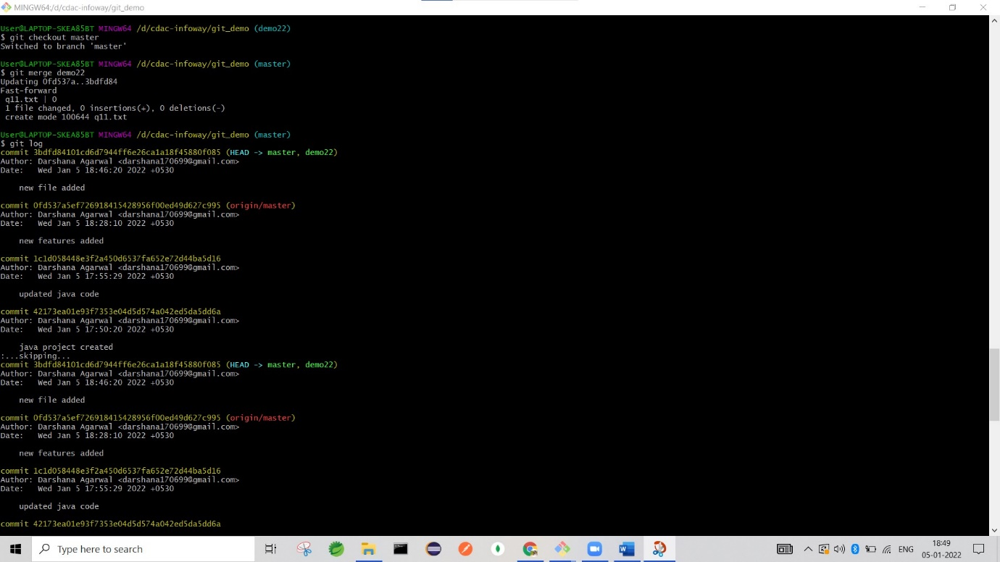 MINGW64:/d/cdac-infoway/git_demo
User@LAPTOP-SKEA85BT MINGW64 /d/cdac-infoway/git_demo (demo22)
$ git checkout master
Switched to branch 'master'
User@LAPTOP-SKEA85BT MINGW64 /d/cdac-infoway/git_demo (master)
$ git merge demo22
Updating 0fd537a..3bdfd84
Fast-forward
q11.txt | 0
1 file changed, 0 insertions(+), 0 deletions(-)
create mode 100644 q11.txt
User@LAPTOP-SKEA85BT MINGW64 /d/cdac-infoway/git_demo (master)
$ git log
commit 3bdfd84101cd6d7944ff6e26ca1a18f45880f085 (HEAD -> master, demo22)
Author: Darshana Agarwal <darshana170699@gmail.com>
Date:   Wed Jan 5 18:46:20 2022 +0530
new file added
commit 0fd537a5ef726918415428956f00ed49d627c995 (origin/master)
Author: Darshana Agarwal <darshana170699@gmail.com>
Date:   Wed Jan 5 18:28:10 2022 +0530
new features added
commit 1c1d058448e3f2a450d6537fa652e72d44ba5d16
Author: Darshana Agarwal <darshana170699@gmail.com>
Date:   Wed Jan 5 17:55:29 2022 +0530
updated java code
commit 42173ea01e93f7353e04d5d574a042ed5da5dd6a
Author: Darshana Agarwal <darshana170699@gmail.com>
Date:   Wed Jan 5 17:50:20 2022 +0530
java project created
:...skipping...
commit 3bdfd84101cd6d7944ff6e26ca1a18f45880f085 (HEAD -> master, demo22)
Author: Darshana Agarwal <darshana170699@gmail.com>
Date:   Wed Jan 5 18:46:20 2022 +0530
new file added
commit 0fd537a5ef726918415428956f00ed49d627c995 (origin/master)
Author: Darshana Agarwal <darshana170699@gmail.com>
Date:   Wed Jan 5 18:28:10 2022 +0530
new features added
commit 1c1d058448e3f2a450d6537fa652e72d44ba5d16
Author: Darshana Agarwal <darshana170699@gmail.com>
Date:   Wed Jan 5 17:55:29 2022 +0530
updated java code
commit 42173ea01e93f7353e04d5d574a042ed5da5dd6a
Type here to search
ENG
18:49
05-01-2022